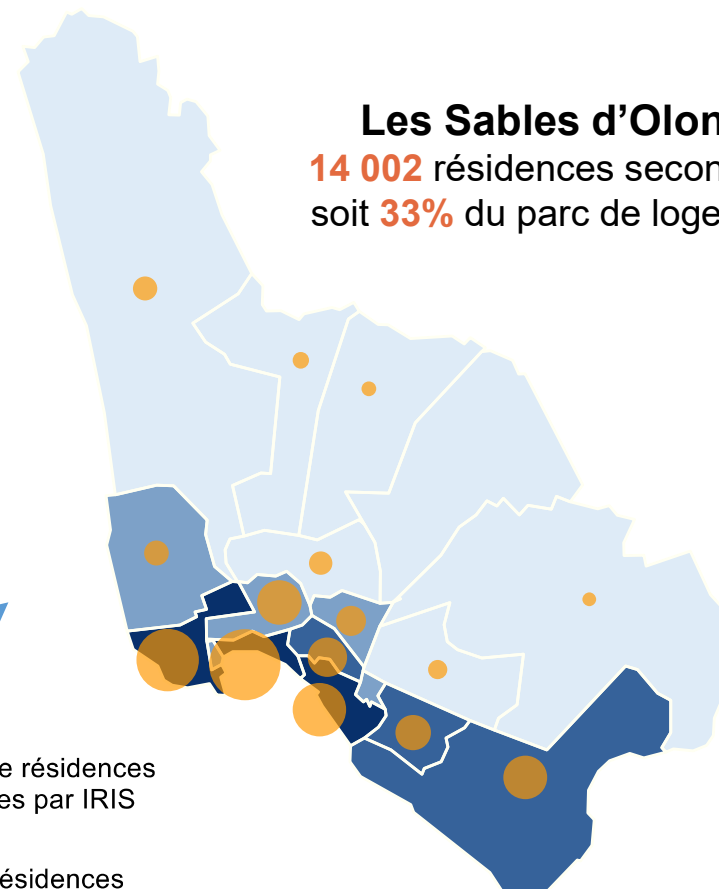 Les Sables d’Olon
14 002 résidences secon
soit 33% du parc de loge
e résidences
es par IRIS
ésidences